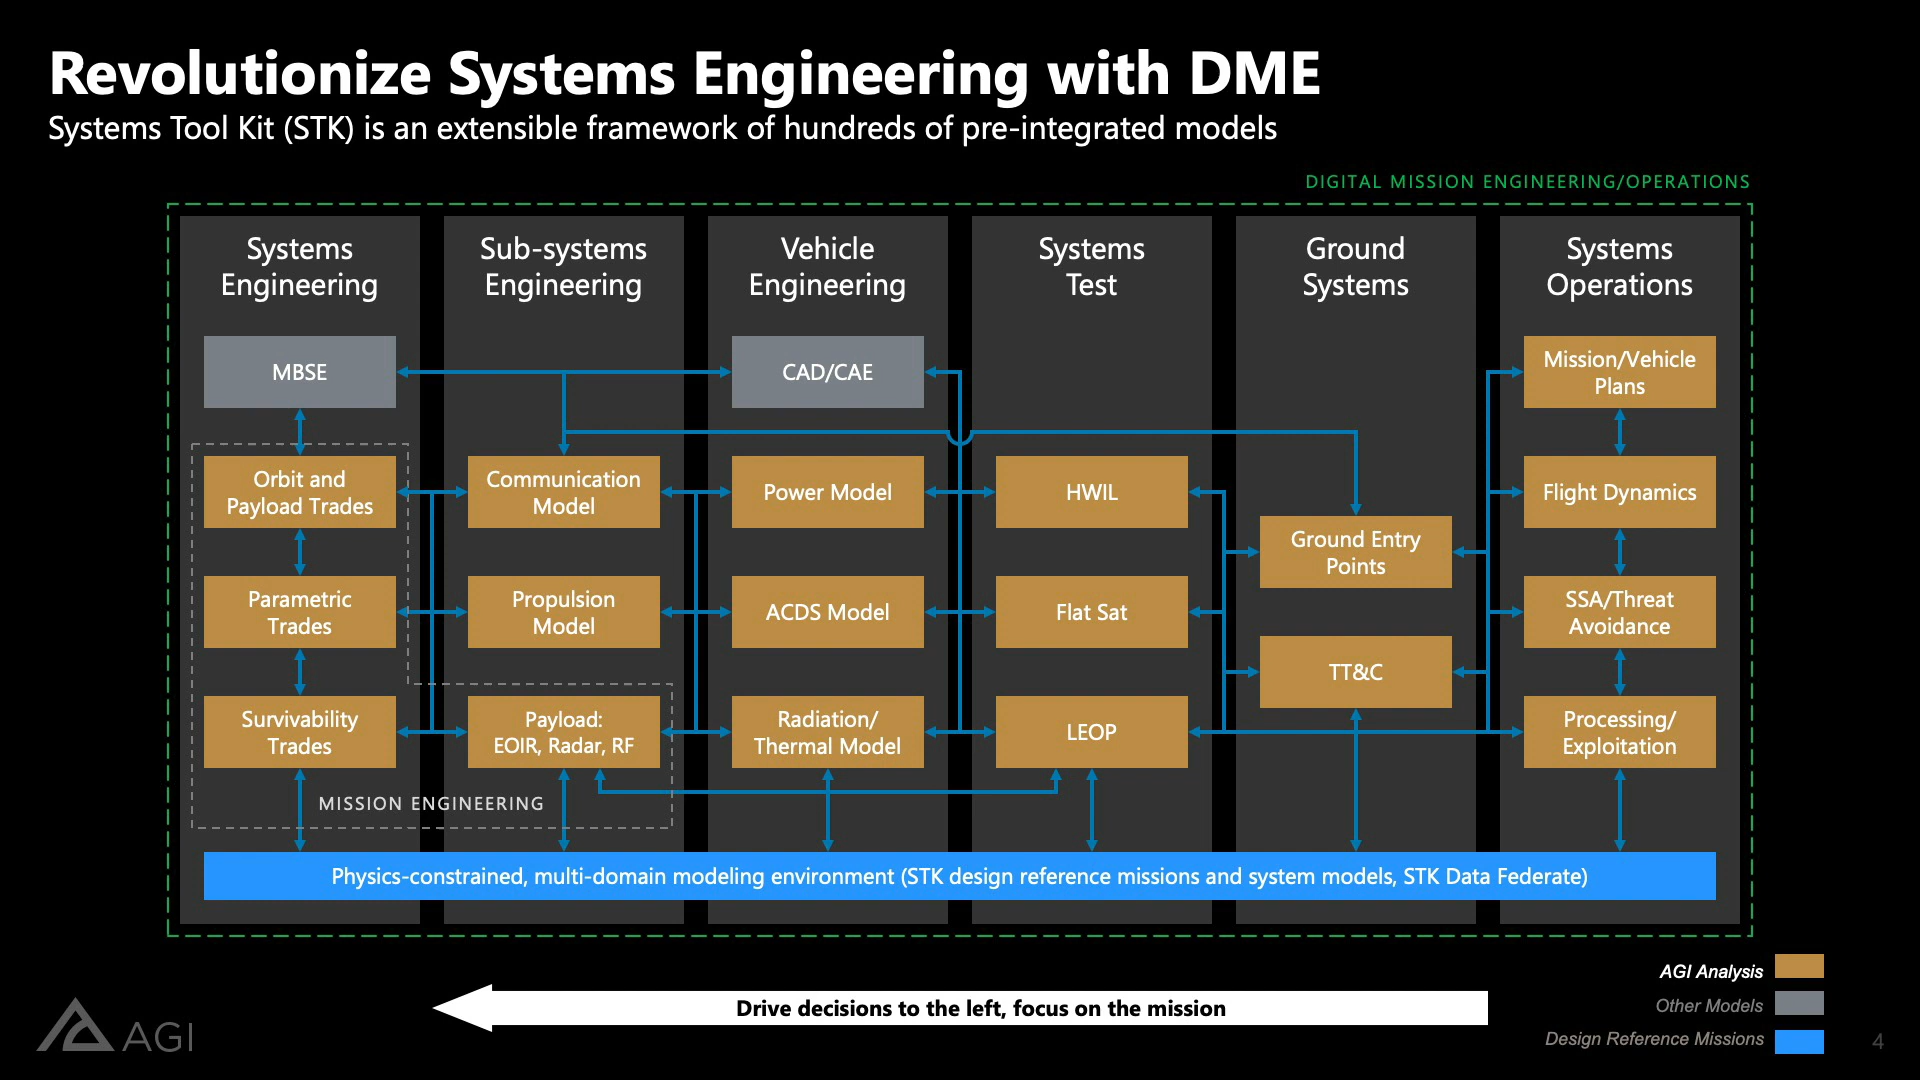 Revolutionize Systems Engineering with DME
Systems Tool Kit (STK) is an extensible framework of hundreds of pre-integrated models
DIGITAL MISSION ENGINEERING/OPERATIONS
Systems
Engineering
Sub-systems
Engineering
Vehicle
Engineering
Systems
Test
Ground
Systems
Systems
Operations
MBSE
CAD/CAE
Mission/Vehicle
Plans
Orbit and
Payload Trades
Communication
Model
Power Model
HWIL
Flight Dynamics
Ground Entry
Points
Parametric
Trades
Propulsion
Model
ACDS Model
Flat Sat
SSA/Threat
Avoidance
TT&C
Survivability
Trades
Payload:
EOIR, Radar, RF
Radiation/
Thermal Model
LEOP
Processing/
Exploitation
MISSION ENGINEERING
Physics-constrained, multi-domain modeling environment (STK design reference missions and system models, STK Data Federate)
Drive decisions to the left, focus on the mission
AGI Analysis
Other Models
Design Reference Missions
AGI
4